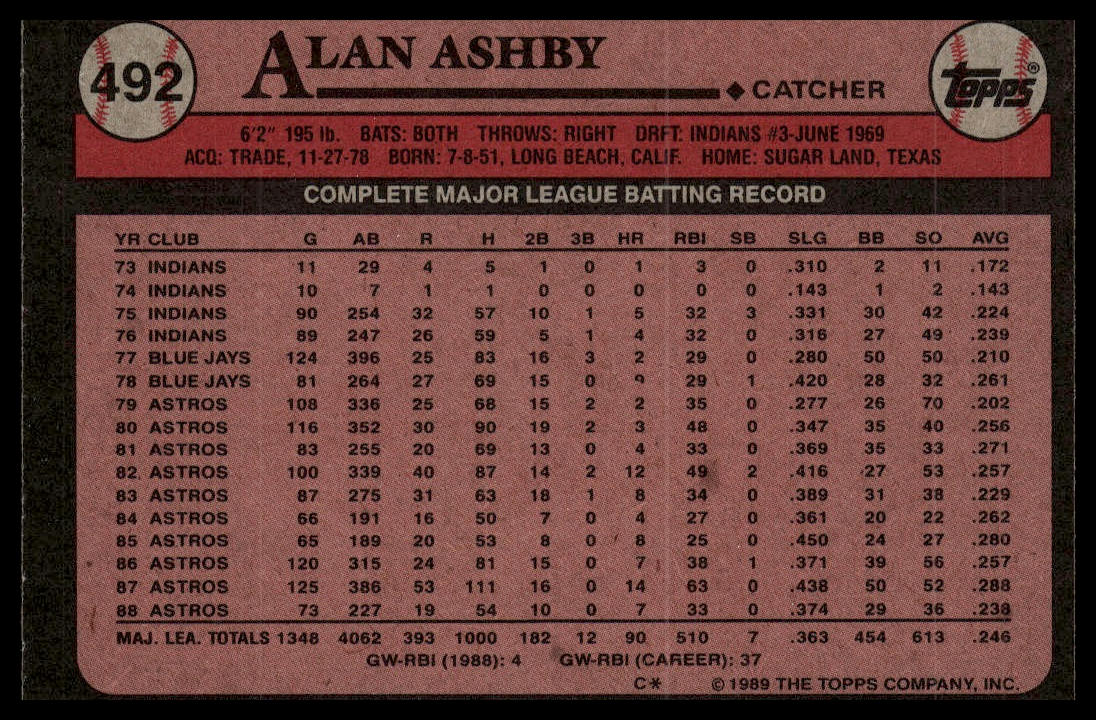 492 ALAN ASHBY
◆ CATCHER
topps®
6'2" 195 lb. BATS: BOTH THROWS: RIGHT DRFT: INDIANS #3-JUNE 1969
ACQ: TRADE, 11-27-78 BORN: 7-8-51, LONG BEACH, CALIF. HOME: SUGAR LAND, TEXAS
COMPLETE MAJOR LEAGUE BATTING RECORD
YR CLUB G AB R H 2B 3B HR RBI SB SLG BB SO AVG
73 INDIANS 11 29 4 5 1 0 1 3 0 .310 2 11 .172
74 INDIANS 10 7 1 1 0 0 0 0 0 .143 1 2 .143
75 INDIANS 90 254 32 57 10 1 5 32 3 .331 30 42 .224
76 INDIANS 89 247 26 59 5 1 4 32 0 .316 27 49 .239
77 BLUE JAYS 124 396 25 83 16 3 2 29 0 .280 50 50 .210
78 BLUE JAYS 81 264 27 69 15 0 29 1 .420 28 32 .261
79 ASTROS 108 336 25 68 15 2 2 35 0 .277 26 70 .202
80 ASTROS 116 352 30 90 19 2 3 48 0 .347 35 40 .256
81 ASTROS 83 255 20 69 13 0 4 33 0 .369 35 33 .271
82 ASTROS 100 339 40 87 14 2 12 49 2 .416 27 53 .257
83 ASTROS 87 275 31 63 18 1 8 34 0 .389 31 38 .229
84 ASTROS 66 191 16 50 7 0 4 27 0 .361 20 22 .262
85 ASTROS 65 189 20 53 8 0 8 25 0 .450 24 27 .280
86 ASTROS 120 315 24 81 15 0 7 38 1 .371 39 56 .257
87 ASTROS 125 386 53 111 16 0 14 63 0 .438 50 52 .288
88 ASTROS 73 227 19 54 10 0 7 33 0 .374 29 36 .238
MAJ. LEA. TOTALS 1348 4062 393 1000 182 12 90 510 7 .363 454 613 .246
GW-RBI (1988): 4 GW-RBI (CAREER): 37
C* © 1989 THE TOPPS COMPANY, INC.